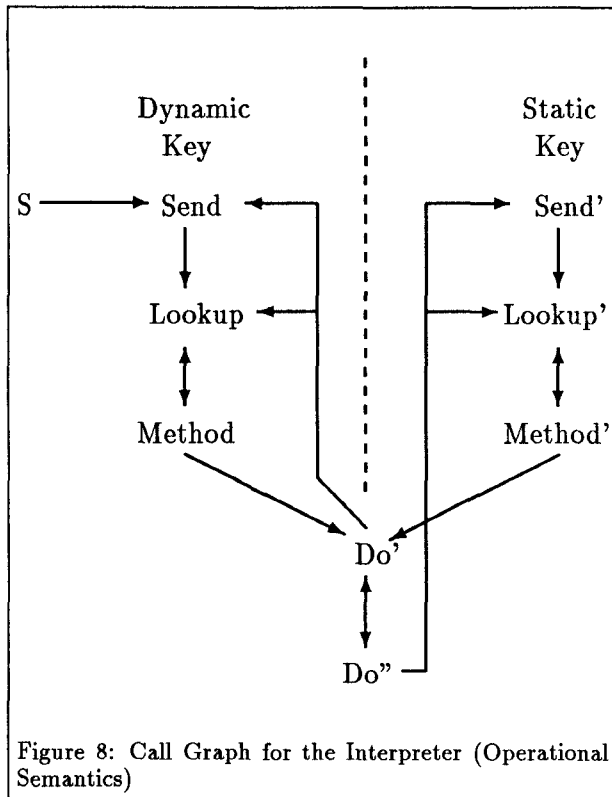 Dynamic Key
Static Key
S
Send
Send'
Lookup
Lookup'
Method
Method'
Do'
Do"
Figure 8: Call Graph for the Interpreter (Operational
Semantics)